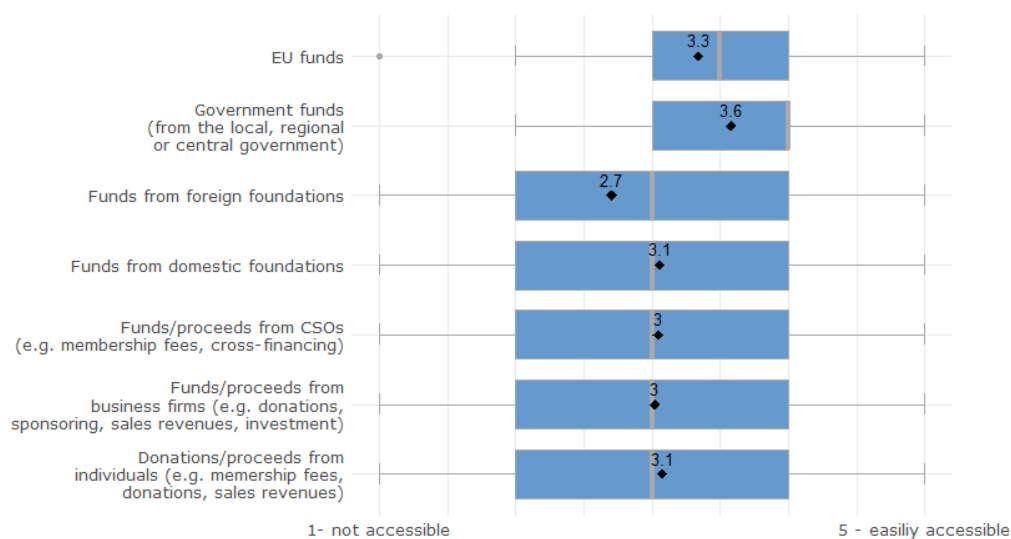 3.3
EU funds
3.6
Government funds
(from the local, regional
or central government)
2.7
Funds from foreign foundations
3.1
Funds from domestic foundations
3
Funds/proceeds from CSOs
(e.g. membership fees, cross-financing)
3
Funds/proceeds from
business firms (e.g. donations,
sponsoring, sales revenues, investment)
3.1
Donations/proceeds from
individuals (e.g. memership fees,
donations, sales revenues)
1- not accessible
5 - easiliy accessible